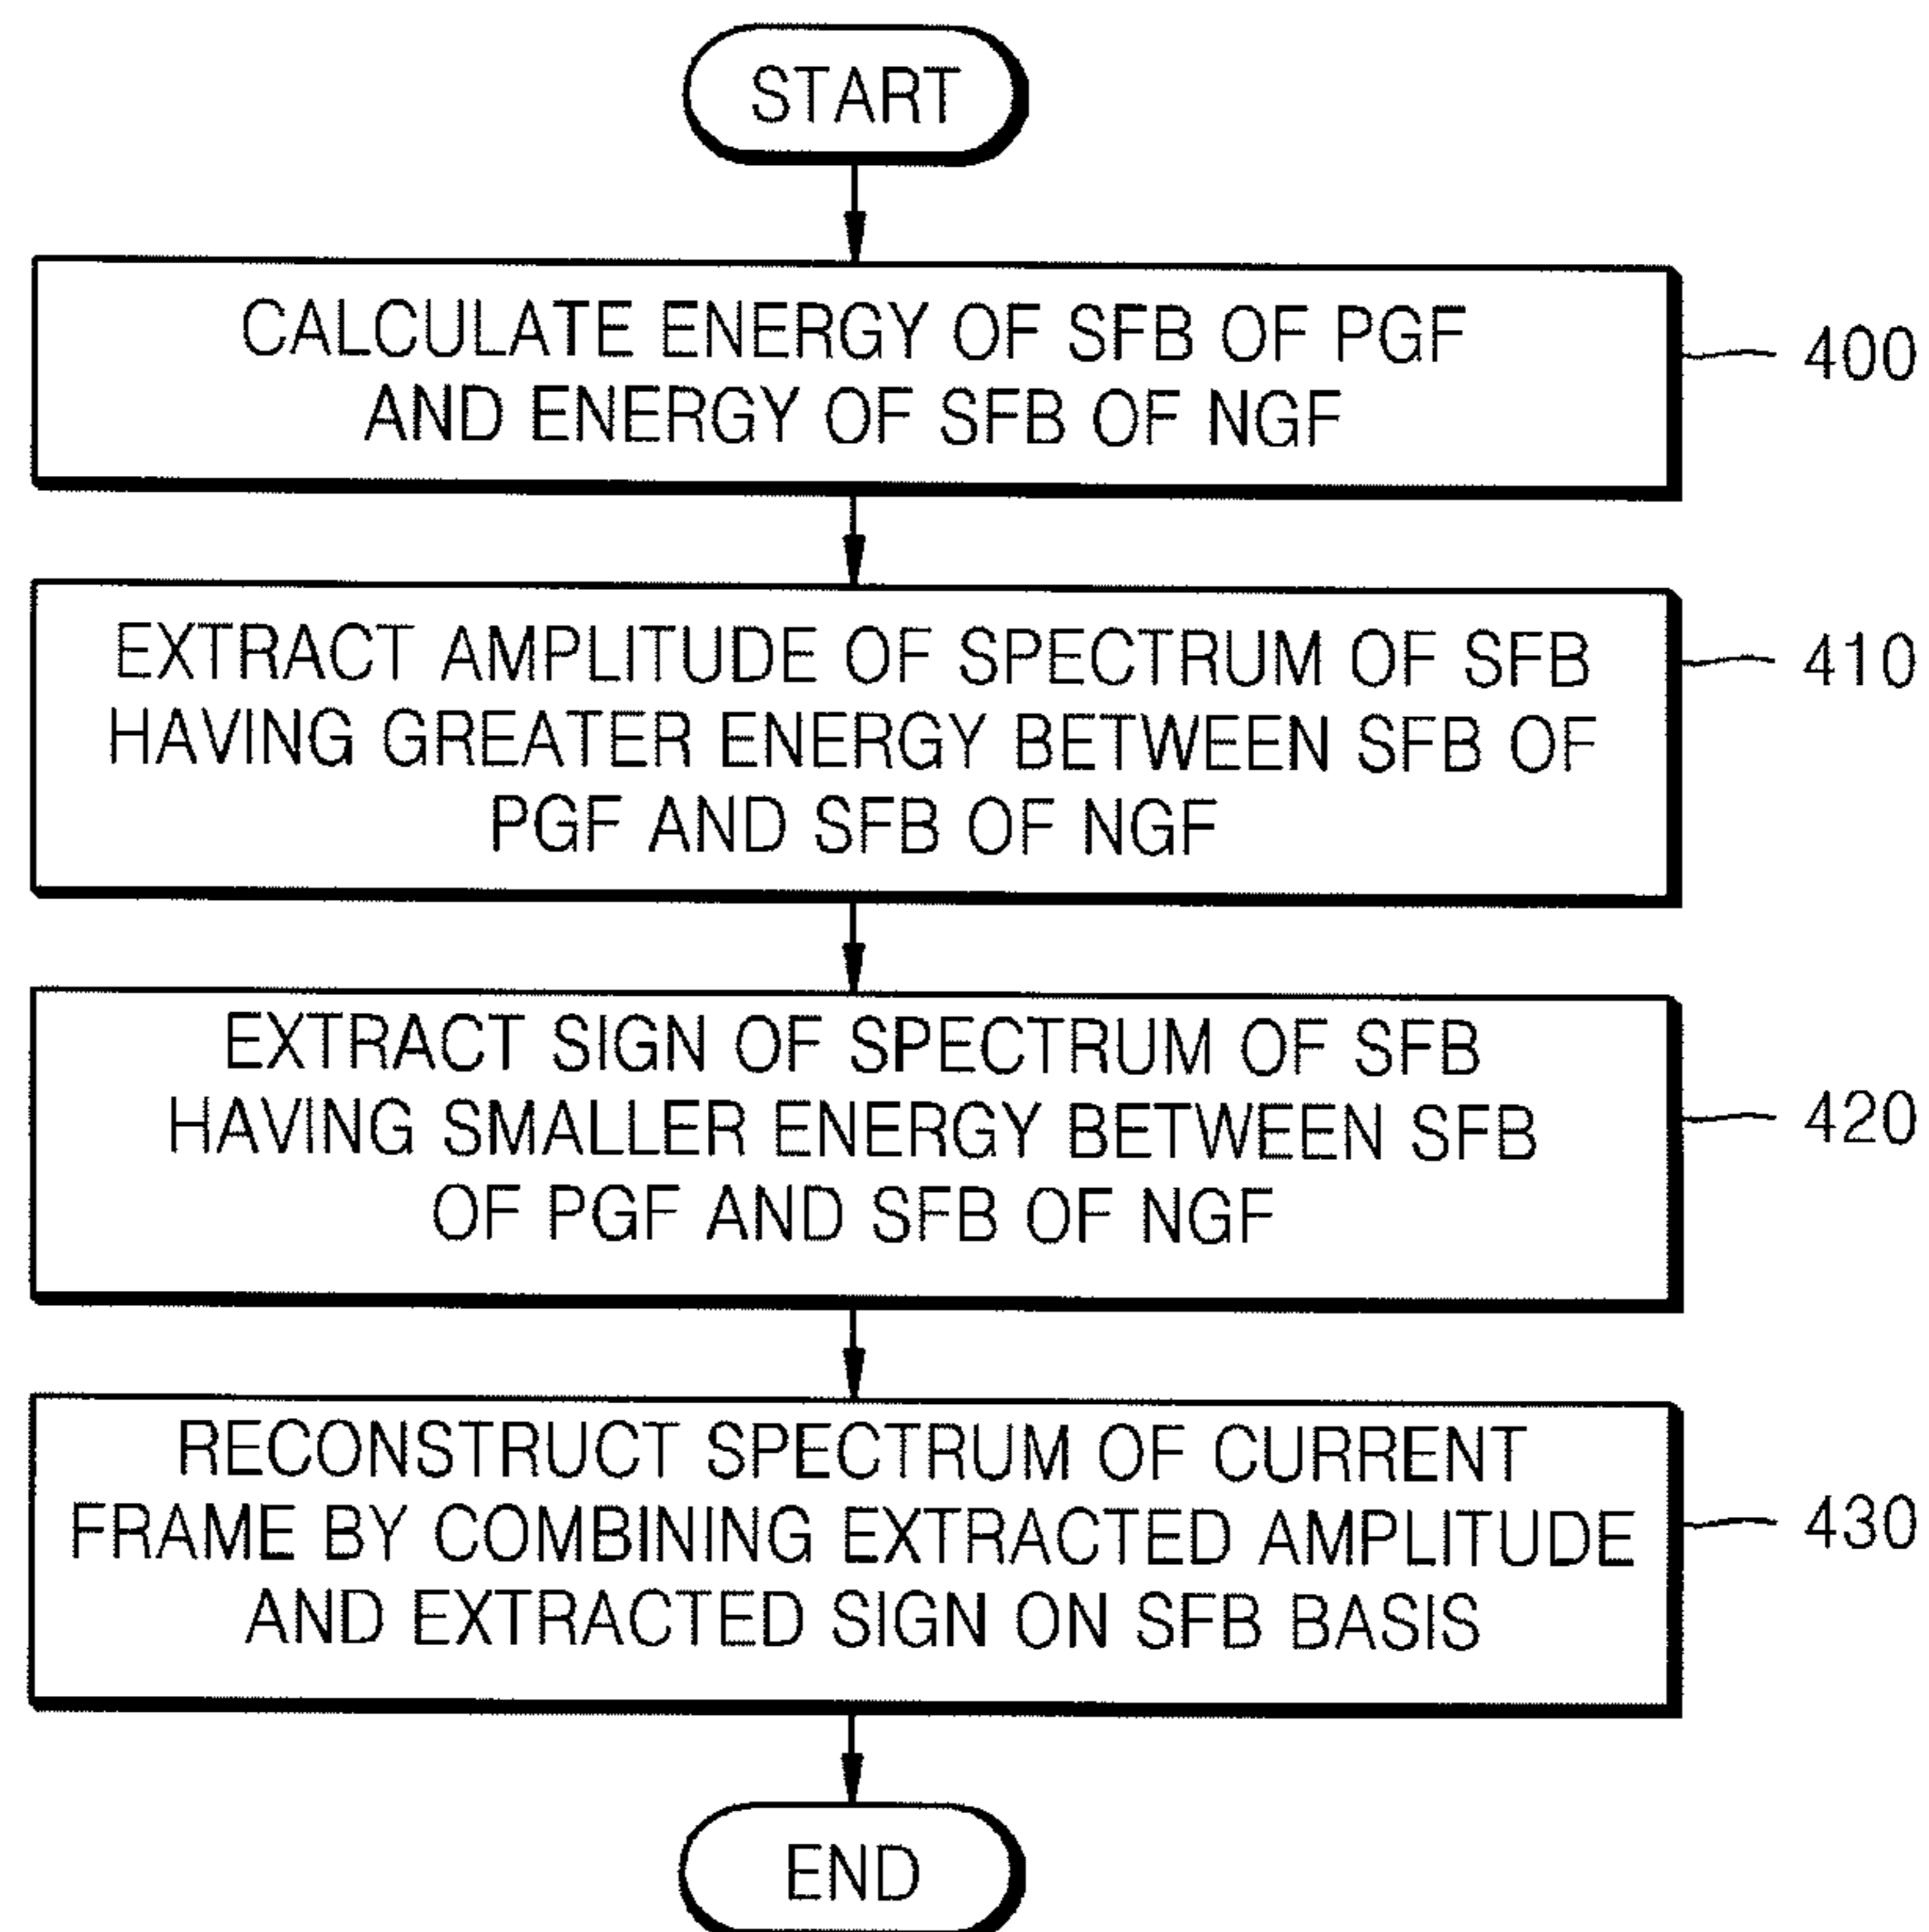 START
CALCULATE ENERGY OF SFB OF PGF
AND ENERGY OF SFB OF NGF
400
EXTRACT AMPLITUDE OF SPECTRUM OF SFB
HAVING GREATER ENERGY BETWEEN SFB OF
PGF AND SFB OF NGF
410
EXTRACT SIGN OF SPECTRUM OF SFB
HAVING SMALLER ENERGY BETWEEN SFB
OF PGF AND SFB OF NGF
420
RECONSTRUCT SPECTRUM OF CURRENT
FRAME BY COMBINING EXTRACTED AMPLITUDE
AND EXTRACTED SIGN ON SFB BASIS
430
END